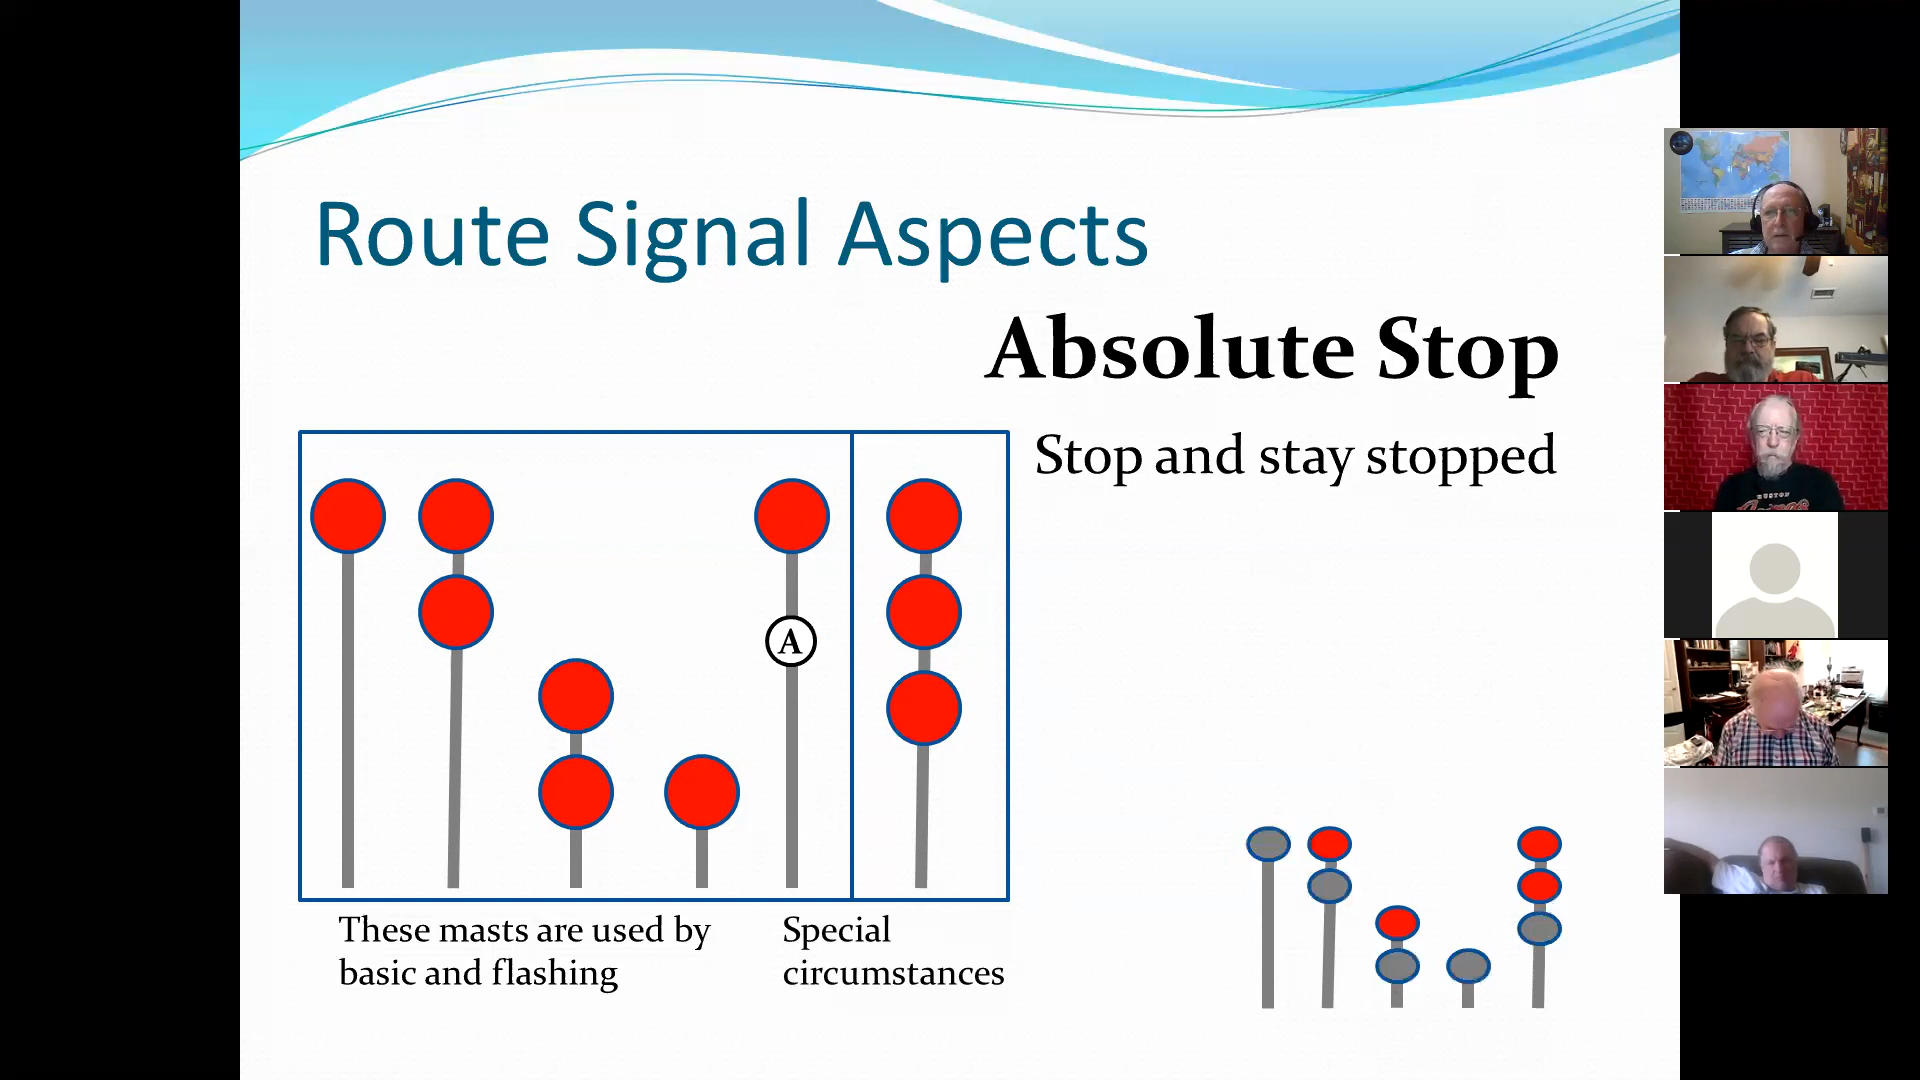 Route Signal Aspects
Absolute Stop
Stop and stay stopped
A
These masts are used by
basic and flashing
Special
circumstances
HUSTON